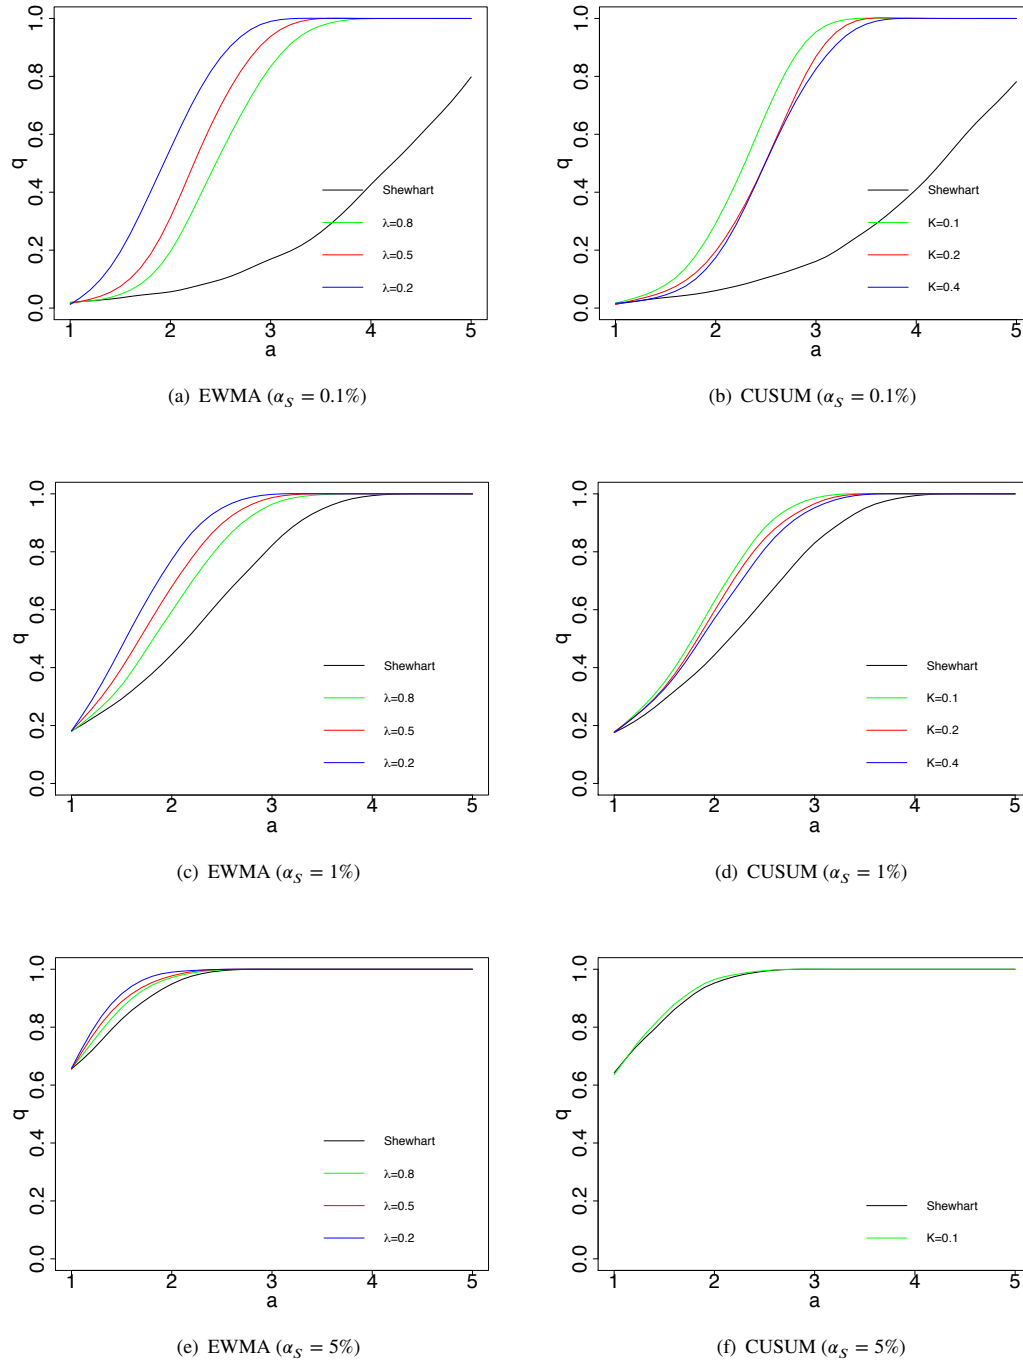 1.0
0.8
0.6
0.4
0.2
0.0
q
Shewhart
λ=0.8
λ=0.5
λ=0.2
1 2 3 4 5
a
(a) EWMA (αS = 0.1%)
1.0
0.8
0.6
0.4
0.2
0.0
q
Shewhart
K=0.1
K=0.2
K=0.4
1 2 3 4 5
a
(b) CUSUM (αS = 0.1%)
1.0
0.8
0.6
0.4
0.2
0.0
q
Shewhart
λ=0.8
λ=0.5
λ=0.2
1 2 3 4 5
a
(c) EWMA (αS = 1%)
1.0
0.8
0.6
0.4
0.2
0.0
q
Shewhart
K=0.1
K=0.2
K=0.4
1 2 3 4 5
a
(d) CUSUM (αS = 1%)
1.0
0.8
0.6
0.4
0.2
0.0
q
Shewhart
λ=0.8
λ=0.5
λ=0.2
1 2 3 4 5
a
(e) EWMA (αS = 5%)
1.0
0.8
0.6
0.4
0.2
0.0
q
Shewhart
K=0.1
1 2 3 4 5
a
(f) CUSUM (αS = 5%)